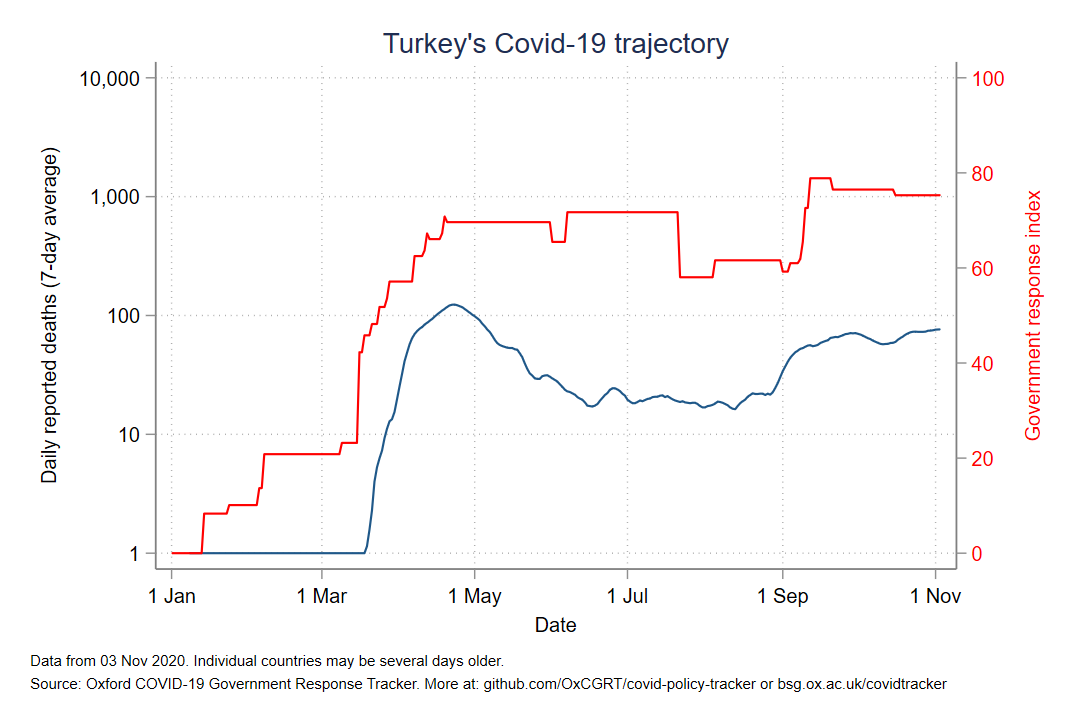 Turkey's Covid-19 trajectory
Daily reported deaths (7-day average)
10,000
1,000
100
10
1
100
80
60
40
20
0
Government response index
1 Jan
1 Mar
1 May
1 Jul
1 Sep
1 Nov
Date
Data from 03 Nov 2020. Individual countries may be several days older.
Source: Oxford COVID-19 Government Response Tracker. More at: github.com/OxCGRT/covid-policy-tracker or bsg.ox.ac.uk/covidtracker